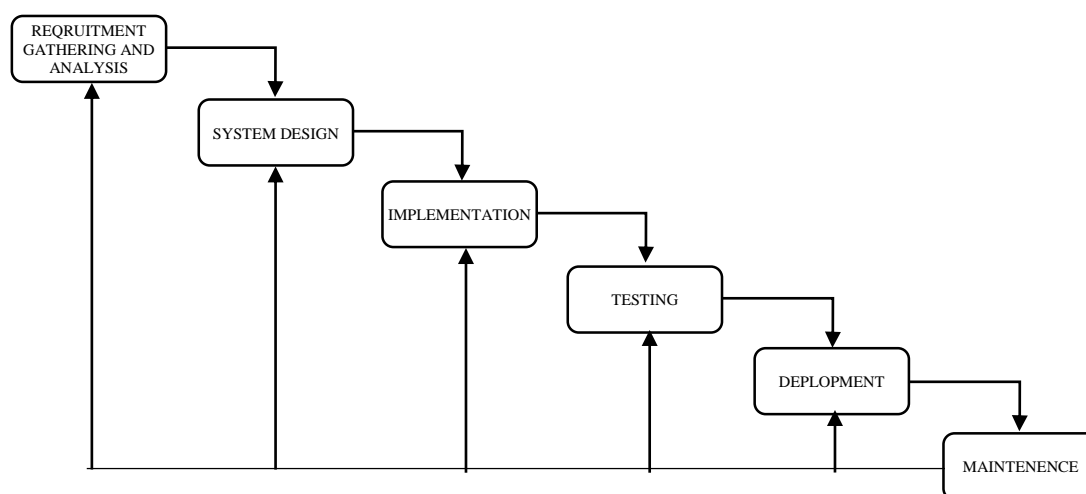 REQRUITMENT
GATHERING AND
ANALYSIS
SYSTEM DESIGN
IMPLEMENTATION
TESTING
DEPLOPMENT
MAINTENENCE